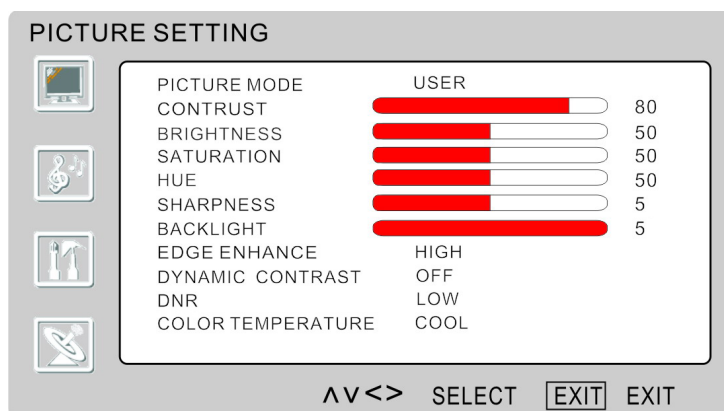 PICTURE SETTING
PICTURE MODE USER
CONTRUST 80
BRIGHTNESS 50
SATURATION 50
HUE 50
SHARPNESS 5
BACKLIGHT 5
EDGE ENHANCE HIGH
DYNAMIC CONTRAST OFF
DNR LOW
COLOR TEMPERATURE COOL
∧∨<> SELECT EXIT EXIT